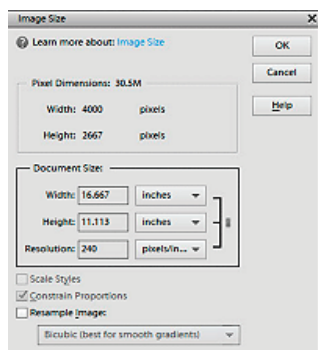 Image Size
X
Learn more about: Image Size
OK
Cancel
Help
Pixel Dimensions: 30.5M
Width: 4000 pixels
Height: 2667 pixels
Document Size:
Width: 16.667 inches
Height: 11.113 inches
Resolution: 240 pixels/in...
Scale Styles
Constrain Proportions
Resample Image:
Bicubic (best for smooth gradients)